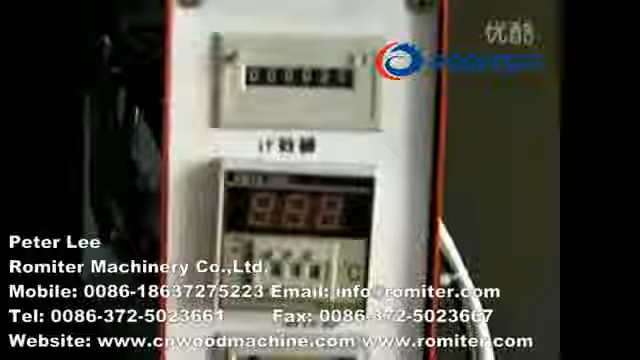 优酷
ROMITER
计数器
Peter Lee
Romiter Machinery Co.,Ltd.
Mobile: 0086-18637275223 Email: info@romiter.com
Tel: 0086-372-5023661 Fax: 0086-372-5023667
Website: www.cnwoodmachine.com www.romiter.com